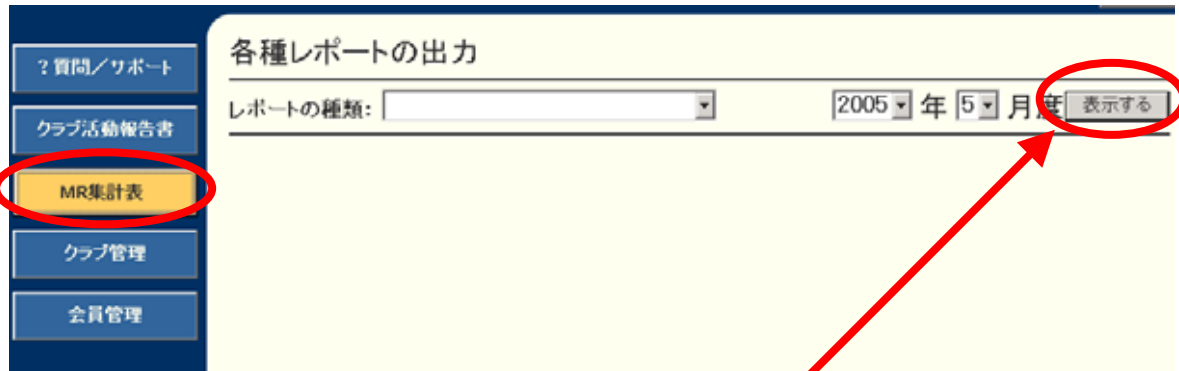 ?質問／サポート
クラブ活動報告書
MR集計表
クラブ管理
会員管理
各種レポートの出力
レポートの種類:
2005 年 5 月度 表示する